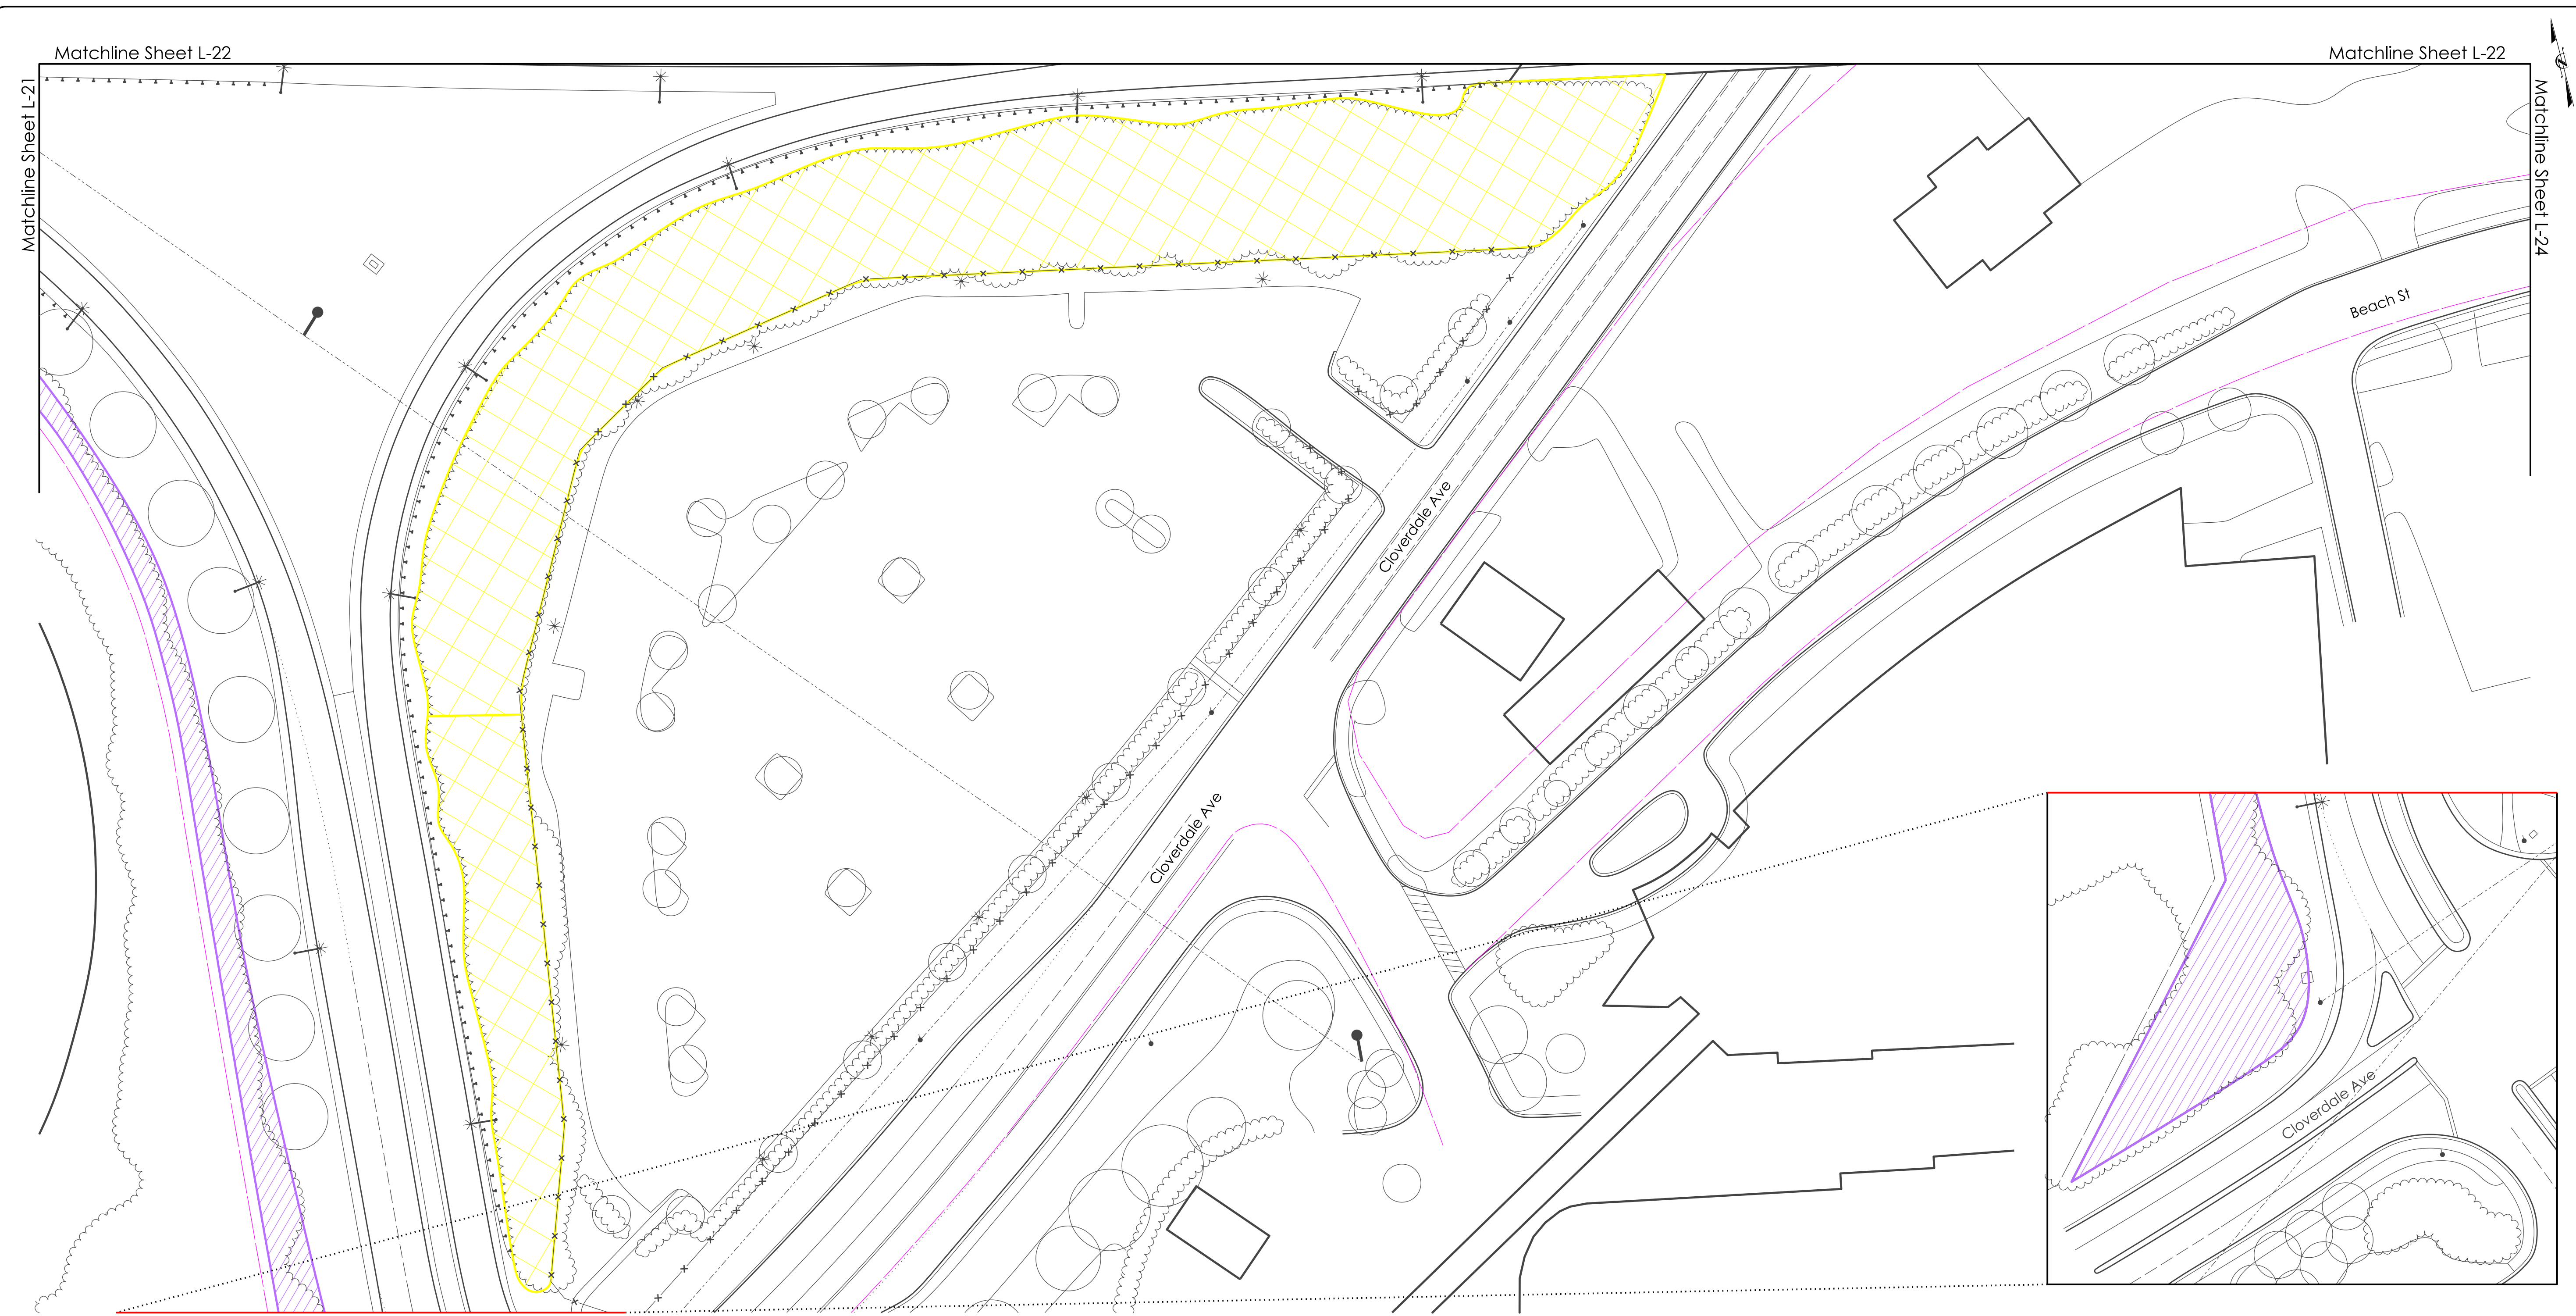 Matchline Sheet L-22
Matchline Sheet L-22
Matchline Sheet L-21
Matchline Sheet L-24
Beach St
Cloverdale Ave
Cloverdale Ave
Cloverdale Ave